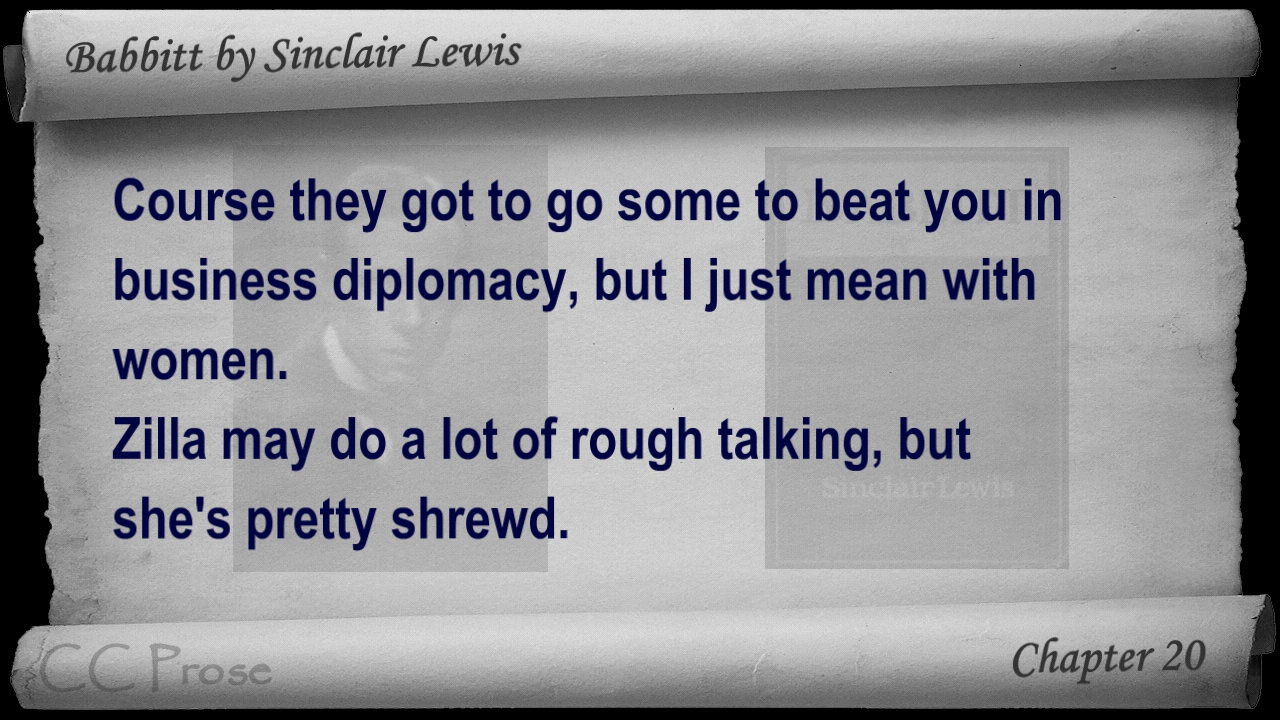 Babbitt by Sinclair Lewis
Course they got to go some to beat you in
business diplomacy, but I just mean with
women.
Zilla may do a lot of rough talking, but
she's pretty shrewd.
Sinclair Lewis
CC Prose
Chapter 20